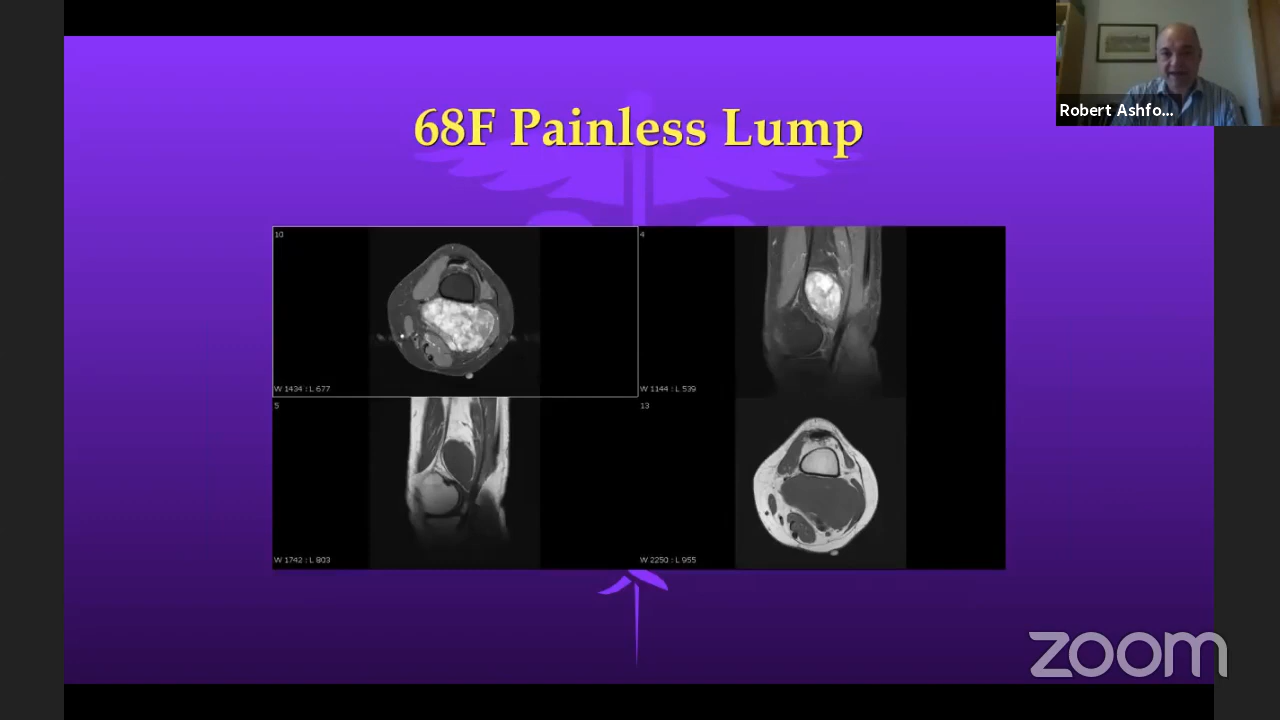 68F Painless Lump
Robert Ashfo...
10
4
W 1434 : L 677
W 1144 : L 539
5
13
W 1742 : L 803
W 2250 : L 955
zoom